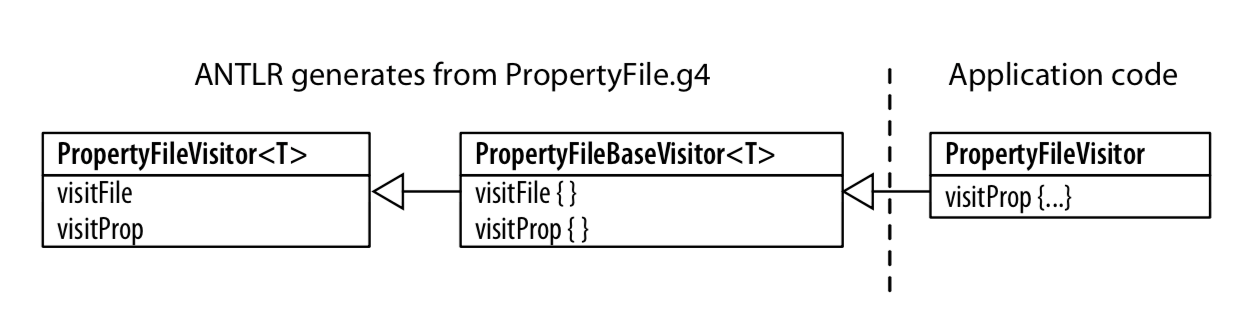 ANTLR generates from PropertyFile.g4
Application code
PropertyFileVisitor<T>
visitFile
visitProp
PropertyFileBaseVisitor<T>
visitFile { }
visitProp { }
PropertyFileVisitor
visitProp {...}